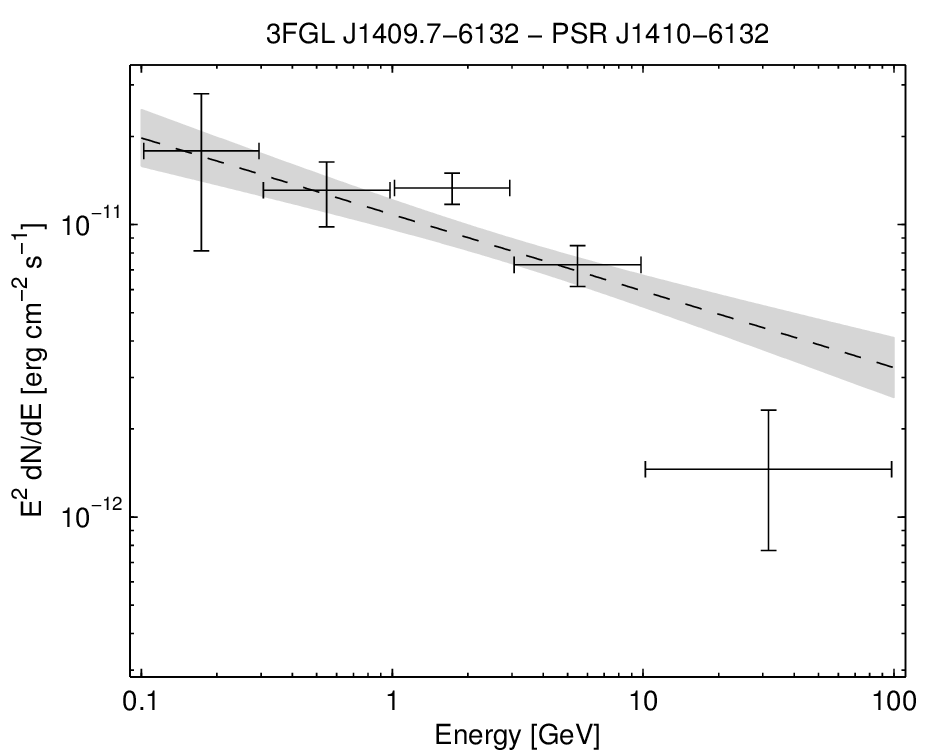 3FGL J1409.7−6132 − PSR J1410−6132
E² dN/dE [erg cm⁻² s⁻¹]
10⁻¹¹
10⁻¹²
0.1 1 10 100
Energy [GeV]